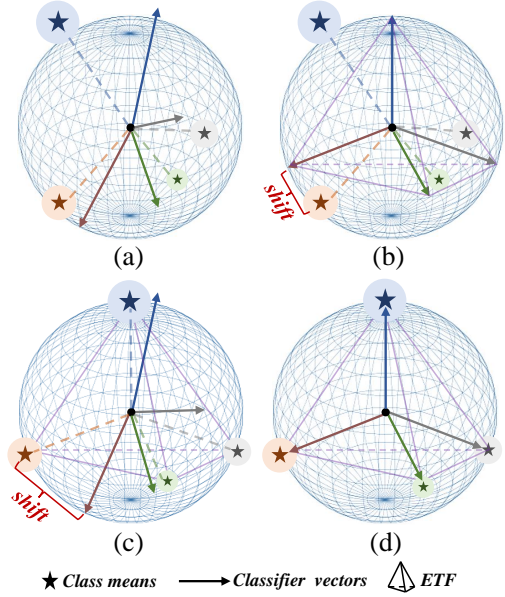 (a) (b)
shift
(c) (d)
shift
Class means Classifier vectors ETF